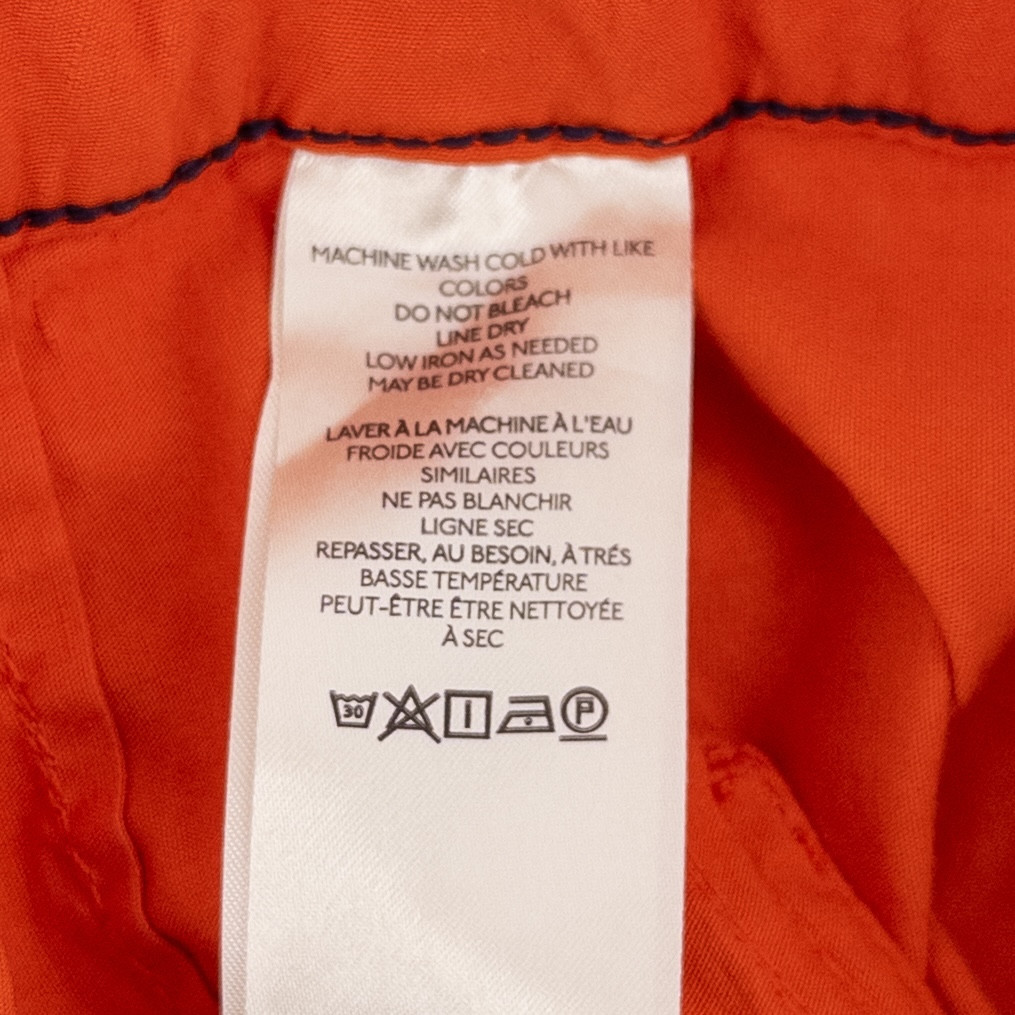 MACHINE WASH COLD WITH LIKE
COLORS
DO NOT BLEACH
LINE DRY
LOW IRON AS NEEDED
MAY BE DRY CLEANED
LAVER À LA MACHINE À L'EAU
FROIDE AVEC COULEURS
SIMILAIRES
NE PAS BLANCHIR
LIGNE SEC
REPASSER, AU BESOIN, À TRÉS
BASSE TEMPÉRATURE
PEUT-ÊTRE ÊTRE NETTOYÉE
À SEC
30 P